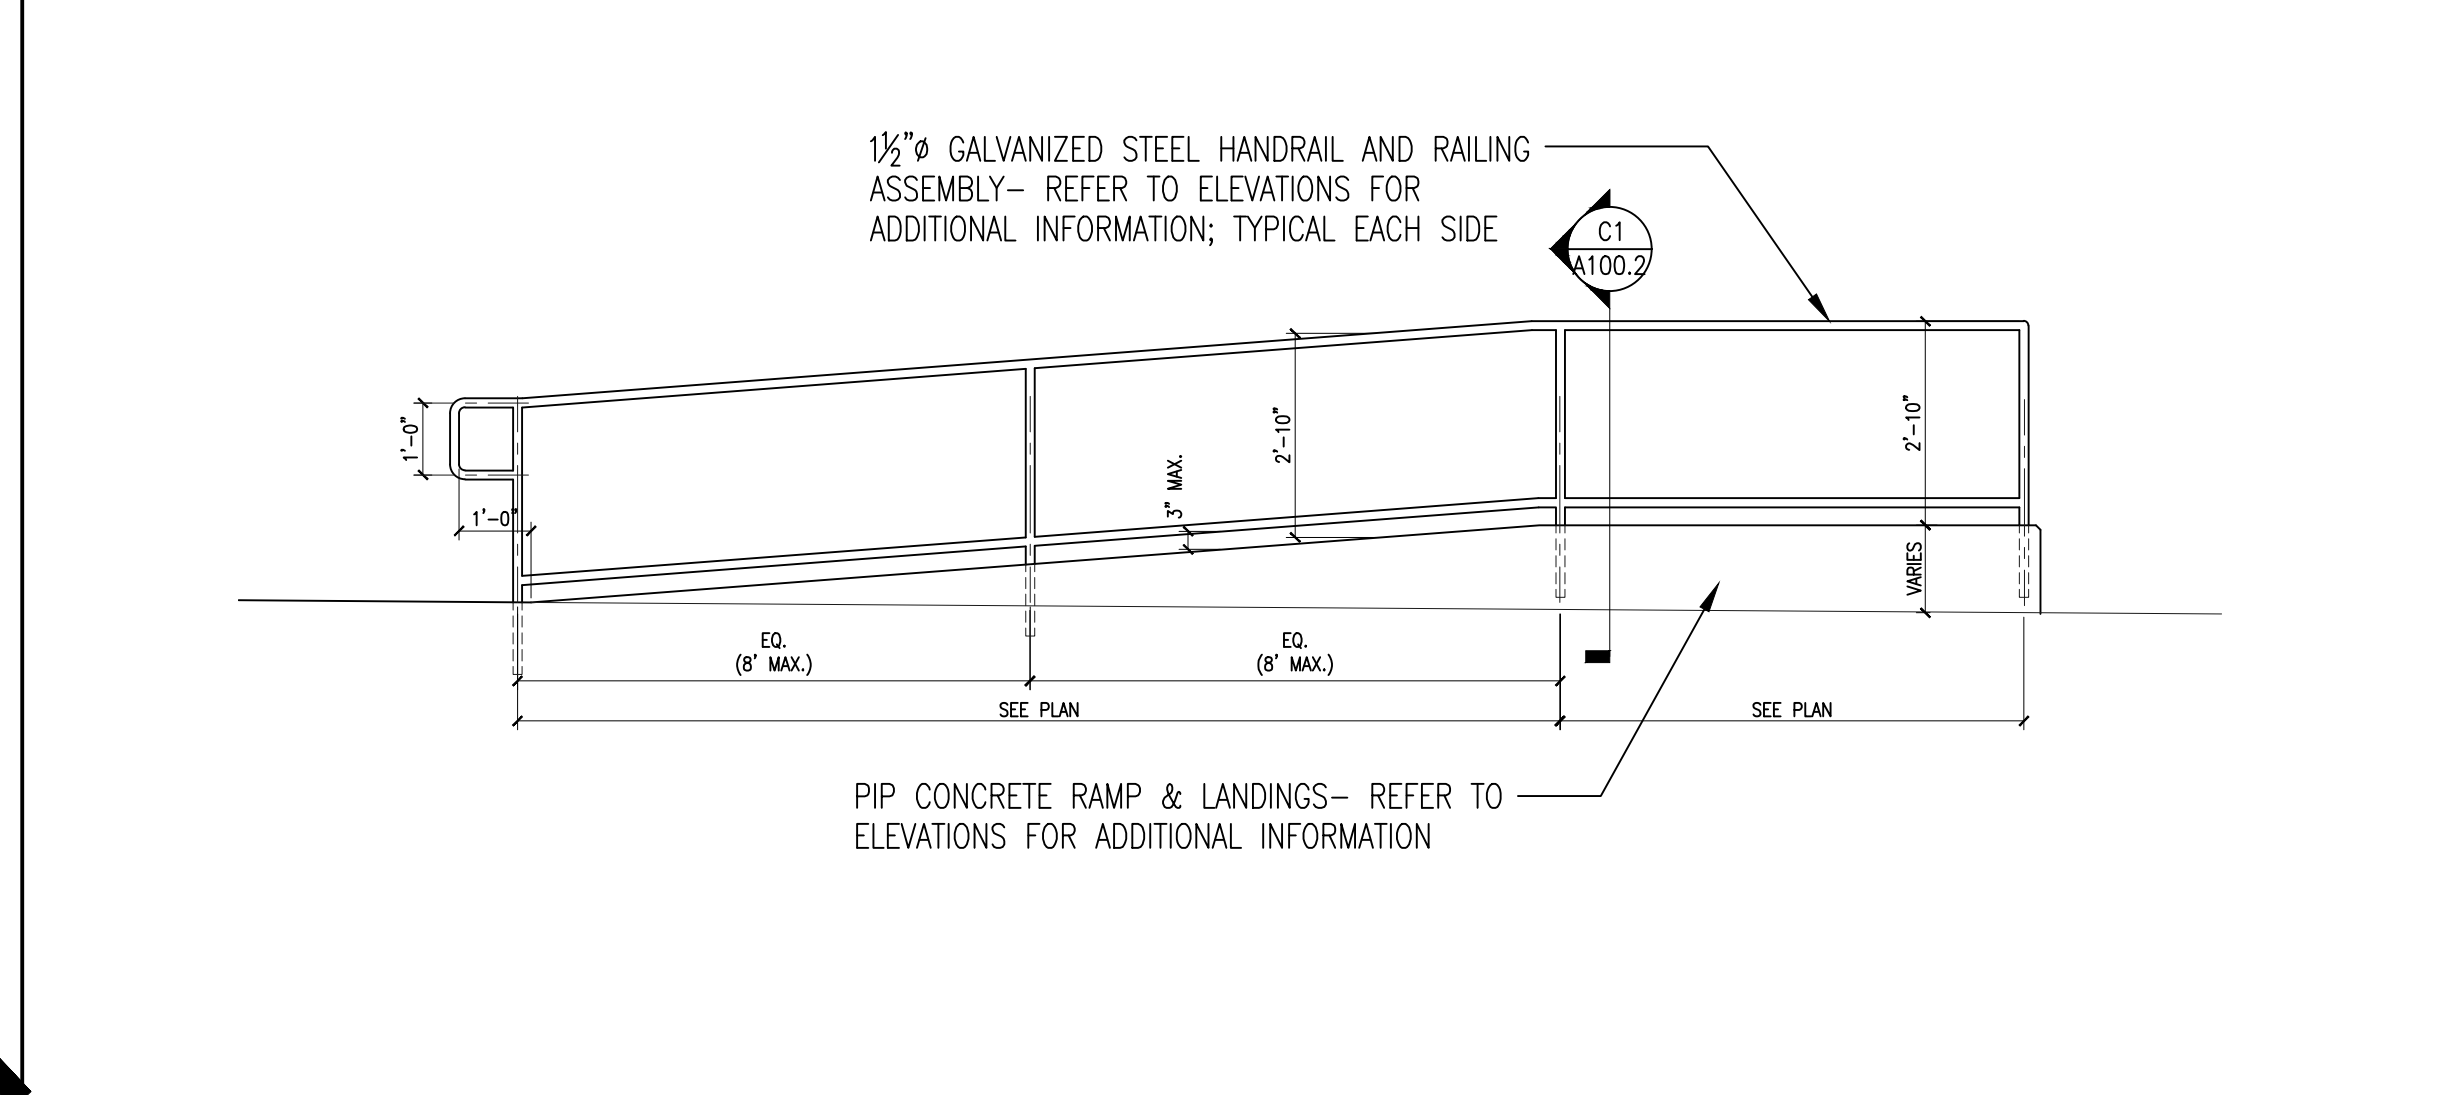 1½"ø GALVANIZED STEEL HANDRAIL AND RAILING
ASSEMBLY- REFER TO ELEVATIONS FOR
ADDITIONAL INFORMATION; TYPICAL EACH SIDE
C1
A100.2
1'-0"
1'-0"
3" MAX.
2'-10"
2'-10"
VARIES
EQ.
(8' MAX.)
EQ.
(8' MAX.)
SEE PLAN
SEE PLAN
PIP CONCRETE RAMP & LANDINGS- REFER TO
ELEVATIONS FOR ADDITIONAL INFORMATION